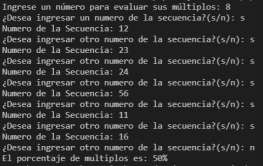 Ingrese un número para evaluar sus múltiplos: 8
¿Desea ingresar un numero de la secuencia?(s/n): s
Numero de la Secuencia: 12
¿Desea ingresar otro numero de la secuencia?(s/n): s
Numero de la Secuencia: 23
¿Desea ingresar otro numero de la secuencia?(s/n): s
Numero de la Secuencia: 24
¿Desea ingresar otro numero de la secuencia?(s/n): s
Numero de la Secuencia: 56
¿Desea ingresar otro numero de la secuencia?(s/n): s
Numero de la Secuencia: 11
¿Desea ingresar otro numero de la secuencia?(s/n): s
Numero de la Secuencia: 16
¿Desea ingresar otro numero de la secuencia?(s/n): n
El porcentaje de multiplos es: 50%